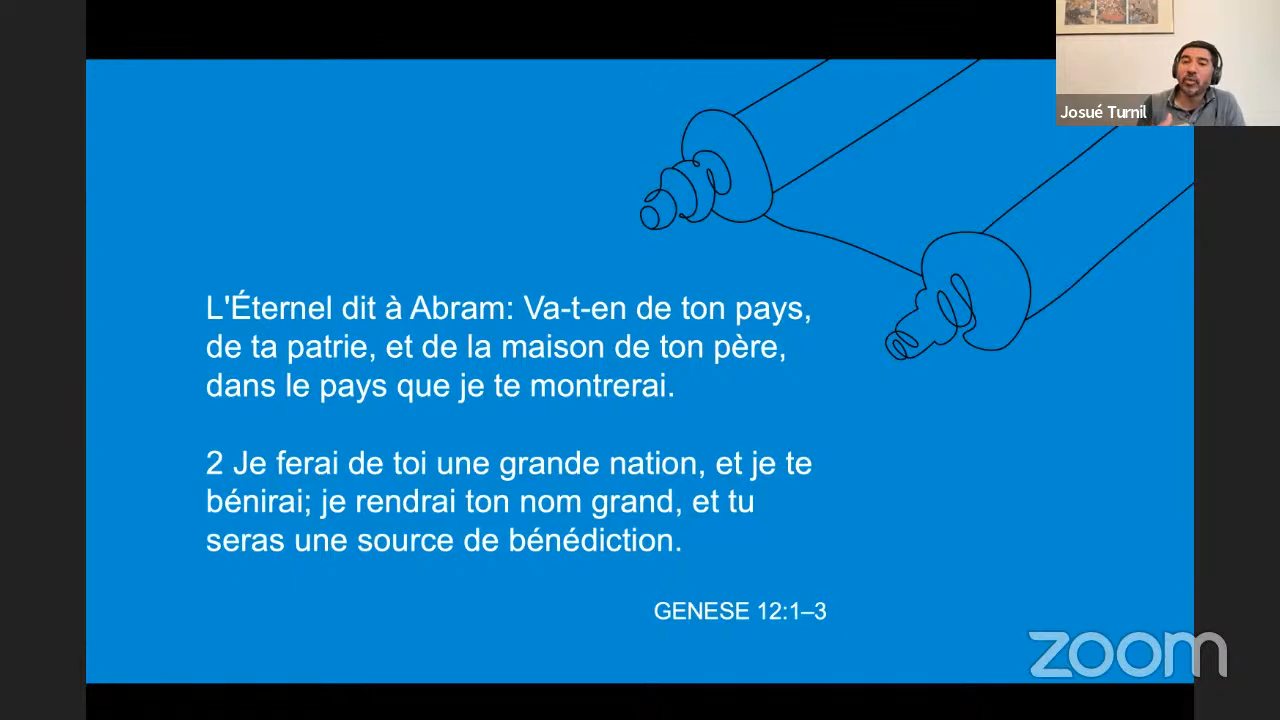 Josué Turnil
L'Éternel dit à Abram: Va-t-en de ton pays,
de ta patrie, et de la maison de ton père,
dans le pays que je te montrerai.
2 Je ferai de toi une grande nation, et je te
bénirai; je rendrai ton nom grand, et tu
seras une source de bénédiction.
GENESE 12:1–3
zoom